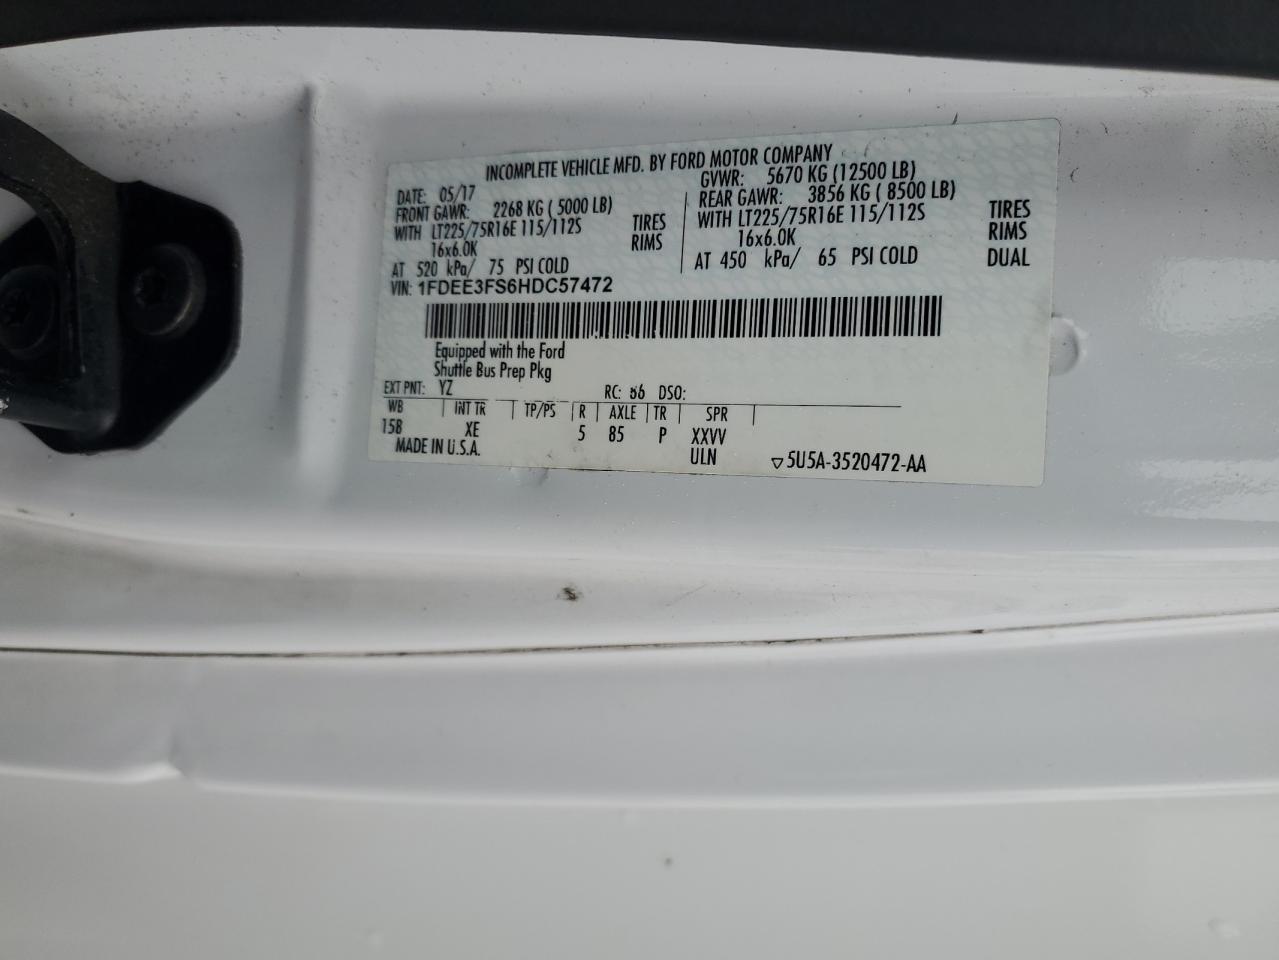 INCOMPLETE VEHICLE MFD. BY FORD MOTOR COMPANY
DATE: 05/17
GVWR: 5670 KG (12500 LB)
FRONT GAWR: 2268 KG ( 5000 LB)
REAR GAWR: 3856 KG ( 8500 LB)
WITH LT225/75R16E 115/112S TIRES
WITH LT225/75R16E 115/112S TIRES
16x6.0K RIMS
16x6.0K RIMS
AT 520 kPa/ 75 PSI COLD
AT 450 kPa/ 65 PSI COLD DUAL
VIN: 1FDEE3FS6HDC57472
Equipped with the Ford
Shuttle Bus Prep Pkg
EXT PNT: YZ RC: 86 DSO:
WB INT TR TP/PS R AXLE TR SPR
158 XE 5 85 P XXVV
MADE IN U.S.A. ULN 5U5A-3520472-AA